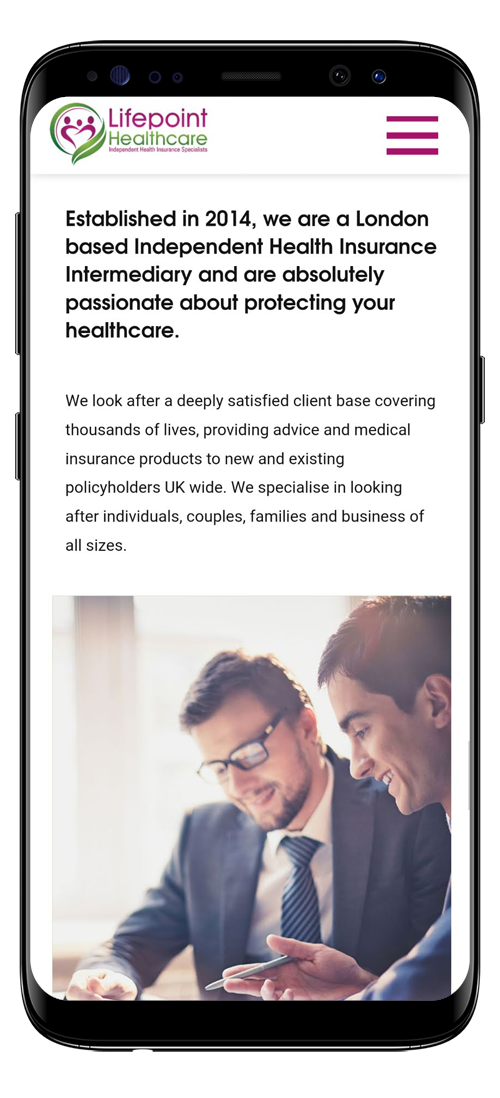 Lifepoint
Healthcare
Independent Health Insurance Specialists
Established in 2014, we are a London
based Independent Health Insurance
Intermediary and are absolutely
passionate about protecting your
healthcare.
We look after a deeply satisfied client base covering
thousands of lives, providing advice and medical
insurance products to new and existing
policyholders UK wide. We specialise in looking
after individuals, couples, families and business of
all sizes.